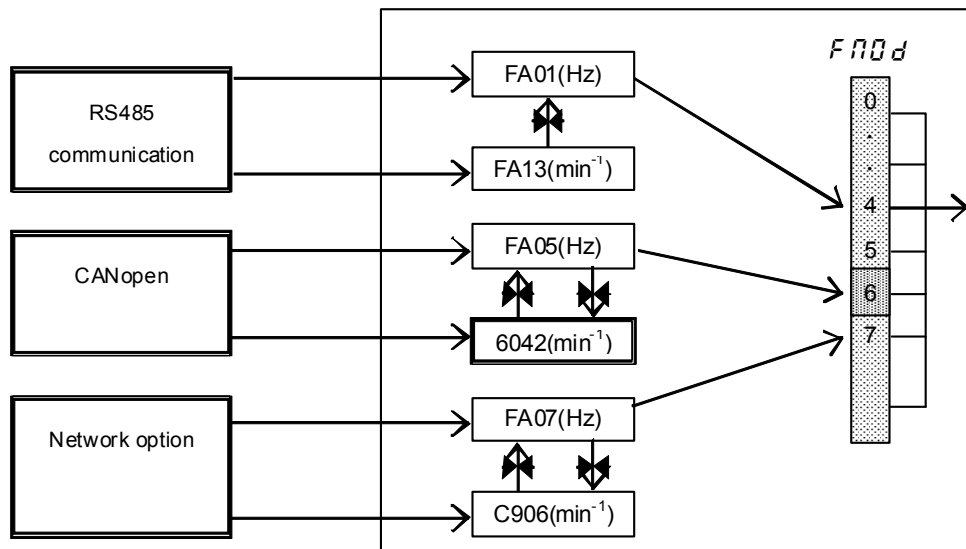 RS485
communication
FA01(Hz)
FA13(min⁻¹)
CANopen
FA05(Hz)
6042(min⁻¹)
Network option
FA07(Hz)
C906(min⁻¹)
FMOd
0
.
.
4
5
6
7